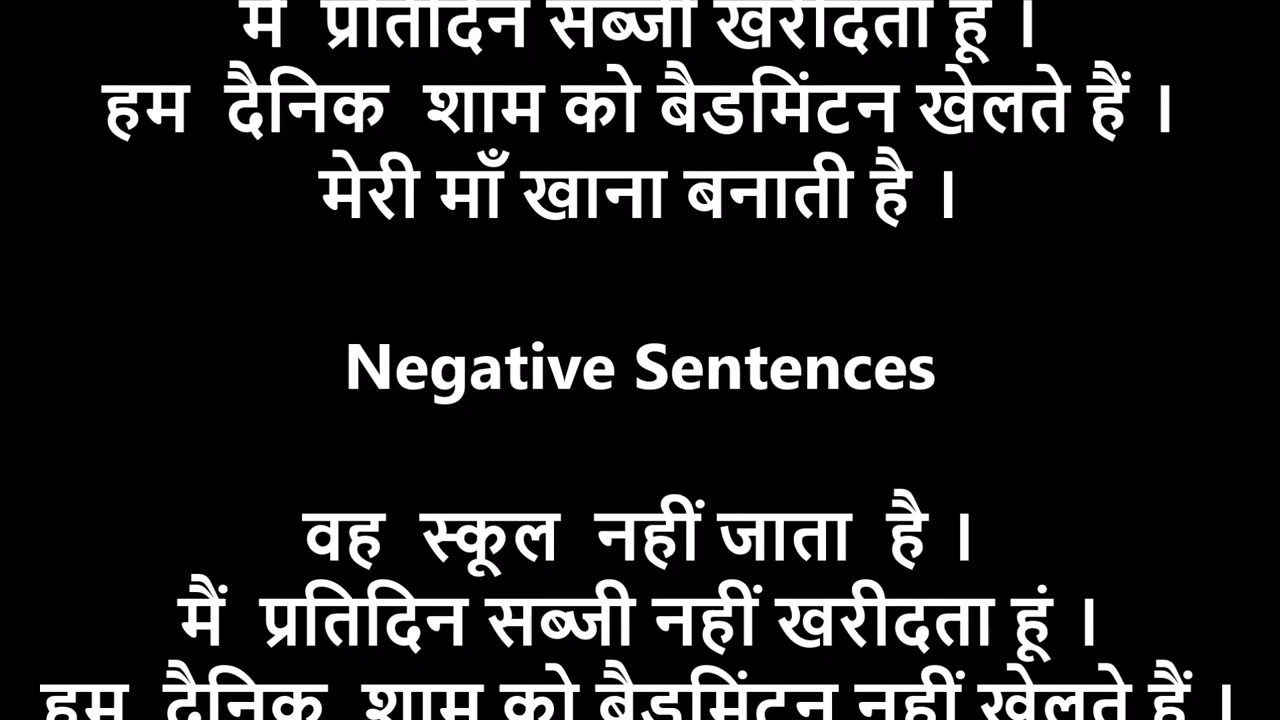 मैं प्रतिदिन सब्जी खरीदता हूं ।
हम दैनिक शाम को बैडमिंटन खेलते हैं ।
मेरी माँ खाना बनाती है ।
Negative Sentences
वह स्कूल नहीं जाता है ।
मैं प्रतिदिन सब्जी नहीं खरीदता हूं ।
हम दैनिक शाम को बैडमिंटन नहीं खेलते हैं ।